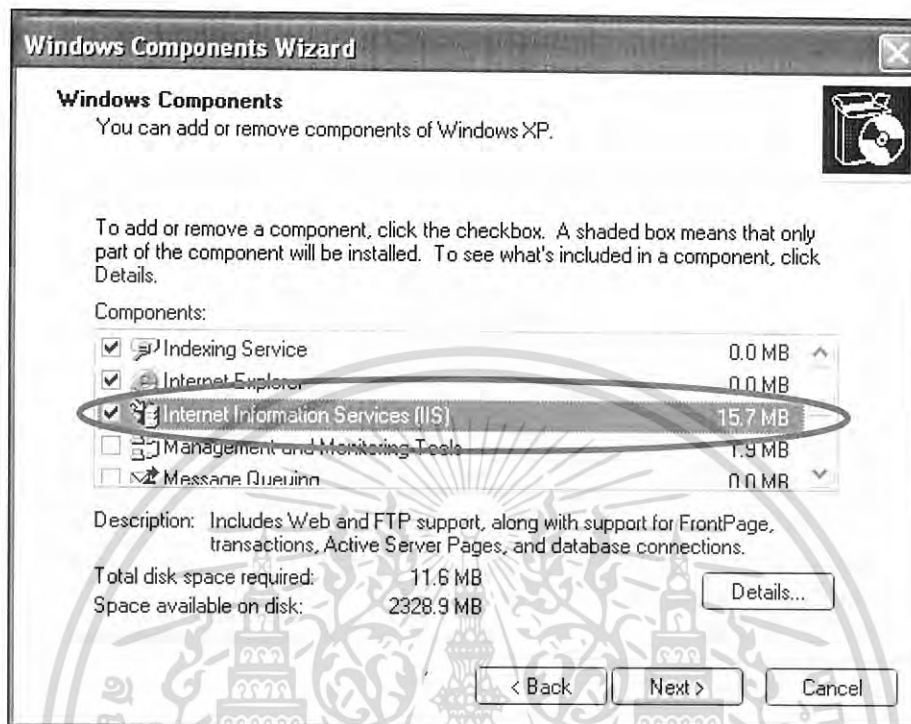 Windows Components Wizard
Windows Components
You can add or remove components of Windows XP.
To add or remove a component, click the checkbox. A shaded box means that only
part of the component will be installed. To see what's included in a component, click
Details.
Components:
Indexing Service 0.0 MB
Internet Explorer 0.0 MB
Internet Information Services (IIS) 15.7 MB
Management and Monitoring Tools 1.9 MB
Message Queuing 0.0 MB
Description: Includes Web and FTP support, along with support for FrontPage,
transactions, Active Server Pages, and database connections.
Total disk space required: 11.6 MB
Space available on disk: 2328.9 MB
Details...
< Back Next > Cancel